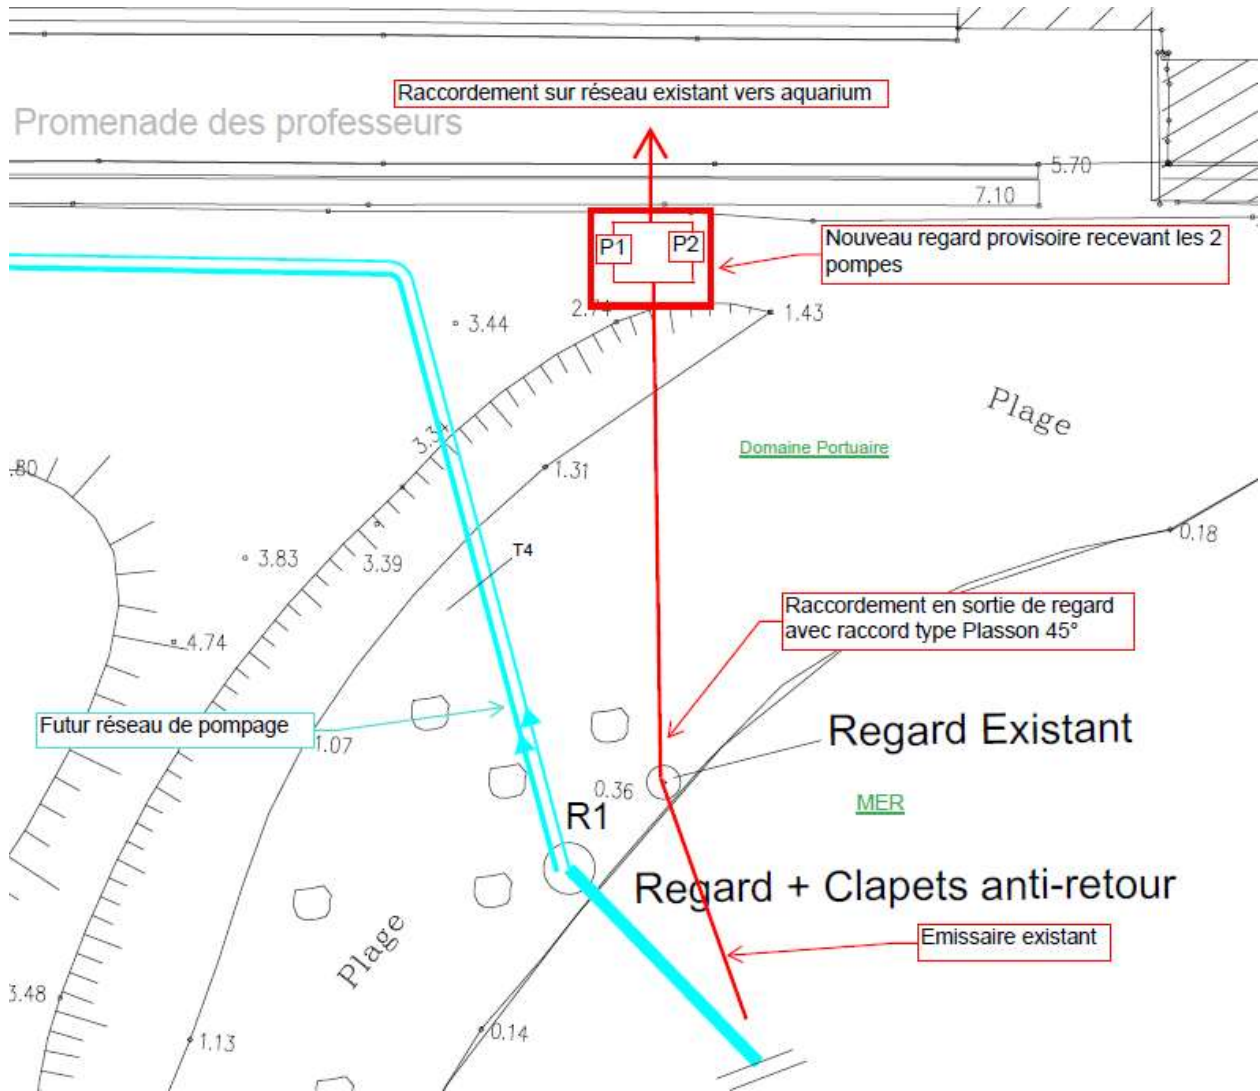 Raccordement sur réseau existant vers aquarium
Promenade des professeurs
5.70
7.10
P1
P2
Nouveau regard provisoire recevant les 2
pompes
2.74
1.43
3.44
Plage
3.34
Domaine Portuaire
.80
1.31
0.18
T4
3.83
3.39
Raccordement en sortie de regard
avec raccord type Plasson 45°
4.74
Futur réseau de pompage
1.07
Regard Existant
0.36
MER
R1
Regard + Clapets anti-retour
Plage
Emissaire existant
3.48
0.14
1.13